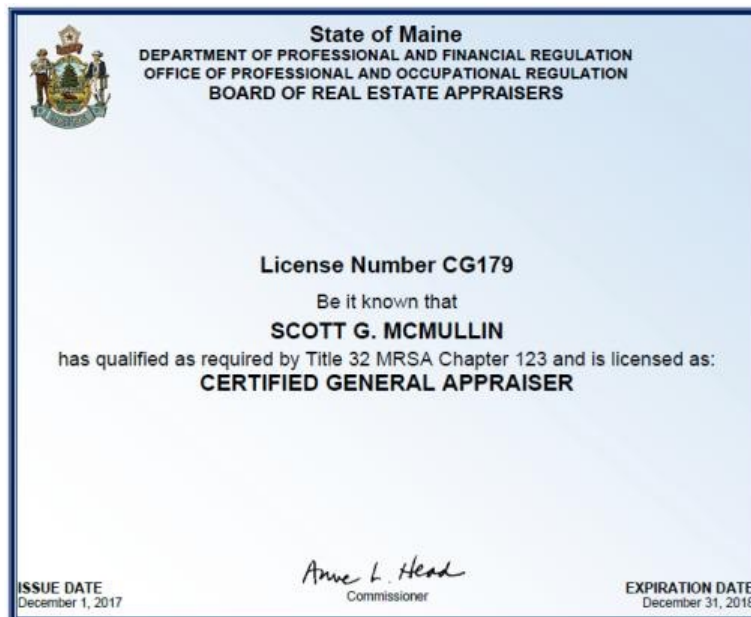 State of Maine
DEPARTMENT OF PROFESSIONAL AND FINANCIAL REGULATION
OFFICE OF PROFESSIONAL AND OCCUPATIONAL REGULATION
BOARD OF REAL ESTATE APPRAISERS
License Number CG179
Be it known that
SCOTT G. MCMULLIN
has qualified as required by Title 32 MRSA Chapter 123 and is licensed as:
CERTIFIED GENERAL APPRAISER
Anne L. Head
Commissioner
ISSUE DATE
December 1, 2017
EXPIRATION DATE
December 31, 2018